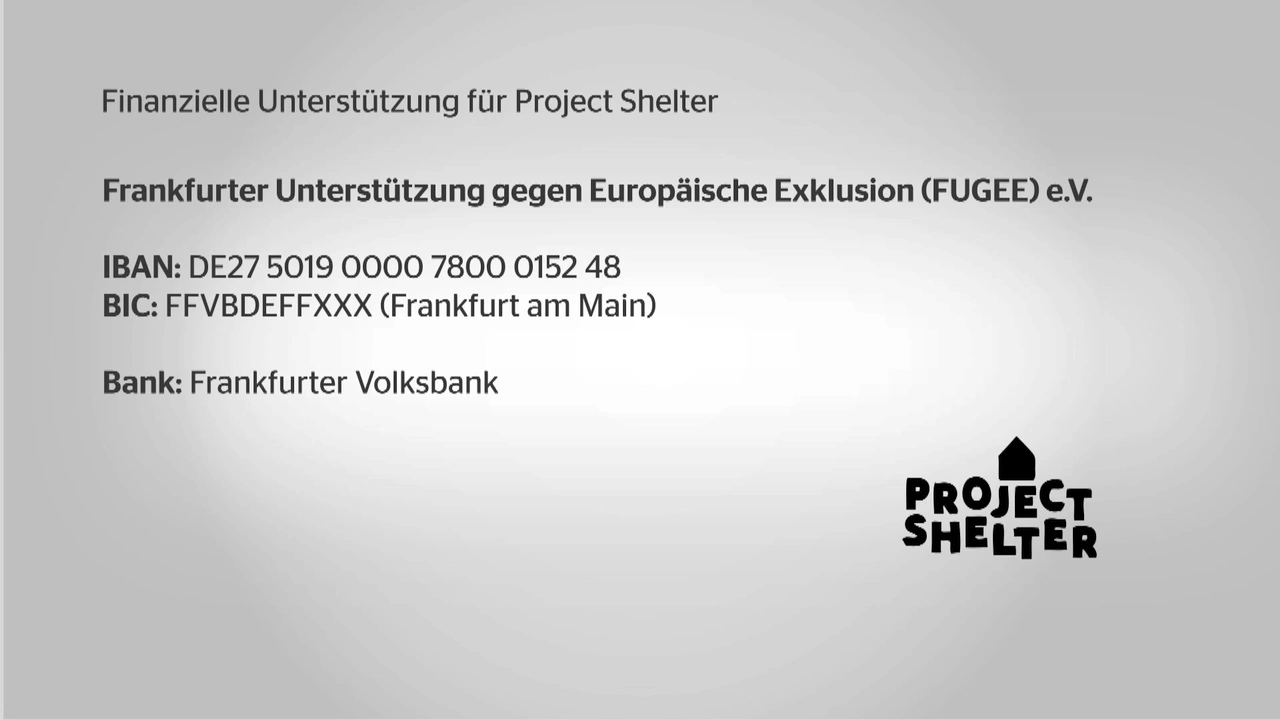 Finanzielle Unterstützung für Project Shelter
Frankfurter Unterstützung gegen Europäische Exklusion (FUGEE) e.V.
IBAN: DE27 5019 0000 7800 0152 48
BIC: FFVBDEFFXXX (Frankfurt am Main)
Bank: Frankfurter Volksbank
PROJECT
SHELTER